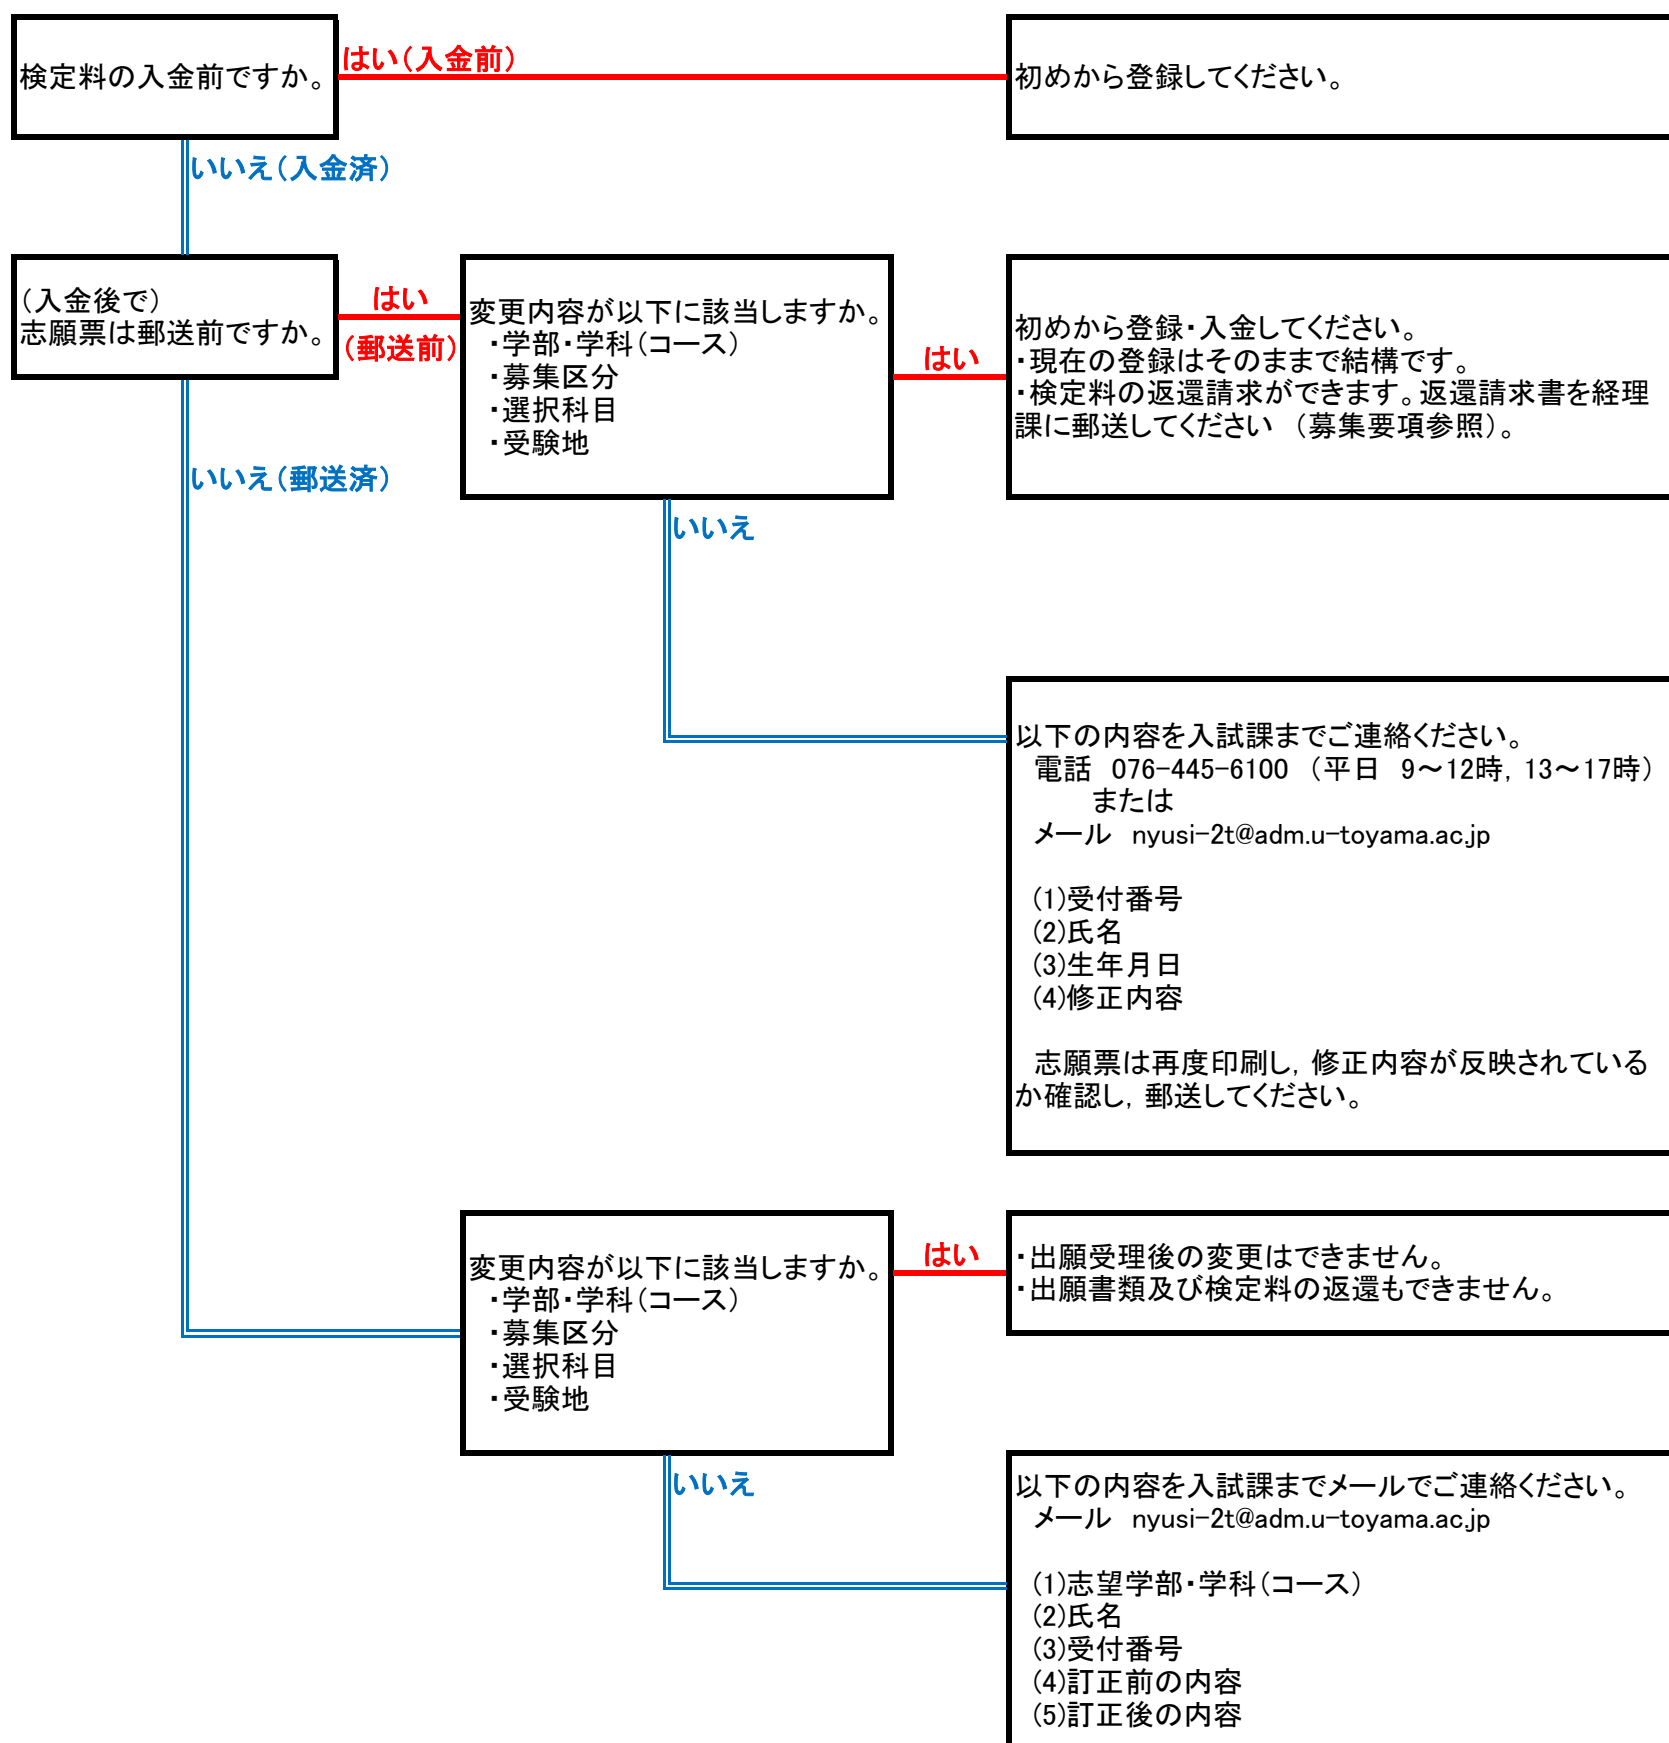 検定料の入金前ですか。
はい（入金前）
初めから登録してください。
いいえ（入金済）
（入金後で）
志願票は郵送前ですか。
はい
（郵送前）
変更内容が以下に該当しますか。
・学部・学科（コース）
・募集区分
・選択科目
・受験地
はい
初めから登録・入金してください。
・現在の登録はそのままで結構です。
・検定料の返還請求ができます。返還請求書を経理
課に郵送してください　（募集要項参照）。
いいえ（郵送済）
いいえ
以下の内容を入試課までご連絡ください。
電話　076-445-6100　（平日　9～12時，13～17時）
または
メール　nyusi-2t@adm.u-toyama.ac.jp
(1)受付番号
(2)氏名
(3)生年月日
(4)修正内容
志願票は再度印刷し，修正内容が反映されている
か確認し，郵送してください。
変更内容が以下に該当しますか。
・学部・学科（コース）
・募集区分
・選択科目
・受験地
はい
・出願受理後の変更はできません。
・出願書類及び検定料の返還もできません。
いいえ
以下の内容を入試課までメールでご連絡ください。
メール　nyusi-2t@adm.u-toyama.ac.jp
(1)志望学部・学科（コース）
(2)氏名
(3)受付番号
(4)訂正前の内容
(5)訂正後の内容